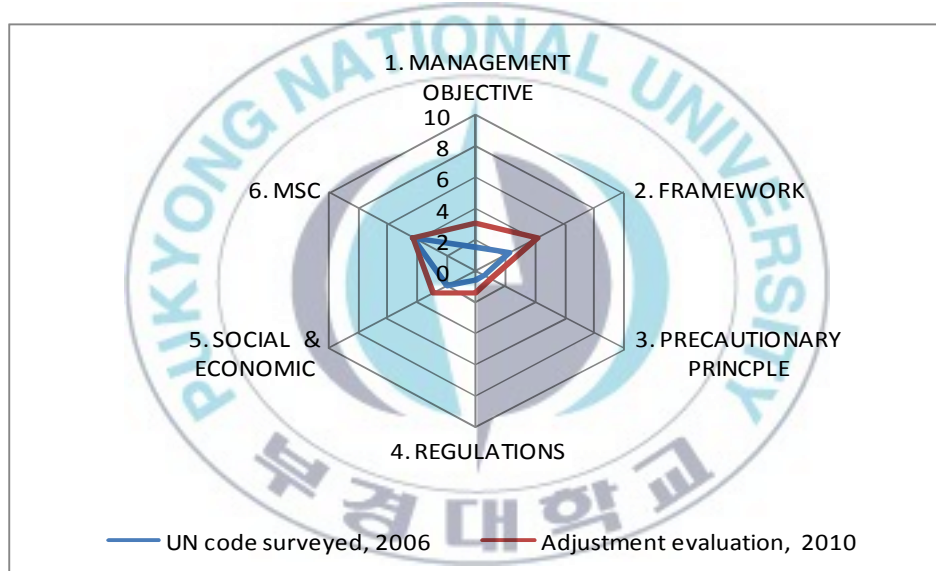 PUKYONG NATIONAL UNIVERSITY
1. MANAGEMENT
OBJECTIVE
10
8
6
4
2
0
6. MSC
2. FRAMEWORK
5. SOCIAL &
ECONOMIC
3. PRECAUTIONARY
PRINCPLE
4. REGULATIONS
부경대학교
UN code surveyed, 2006
Adjustment evaluation, 2010